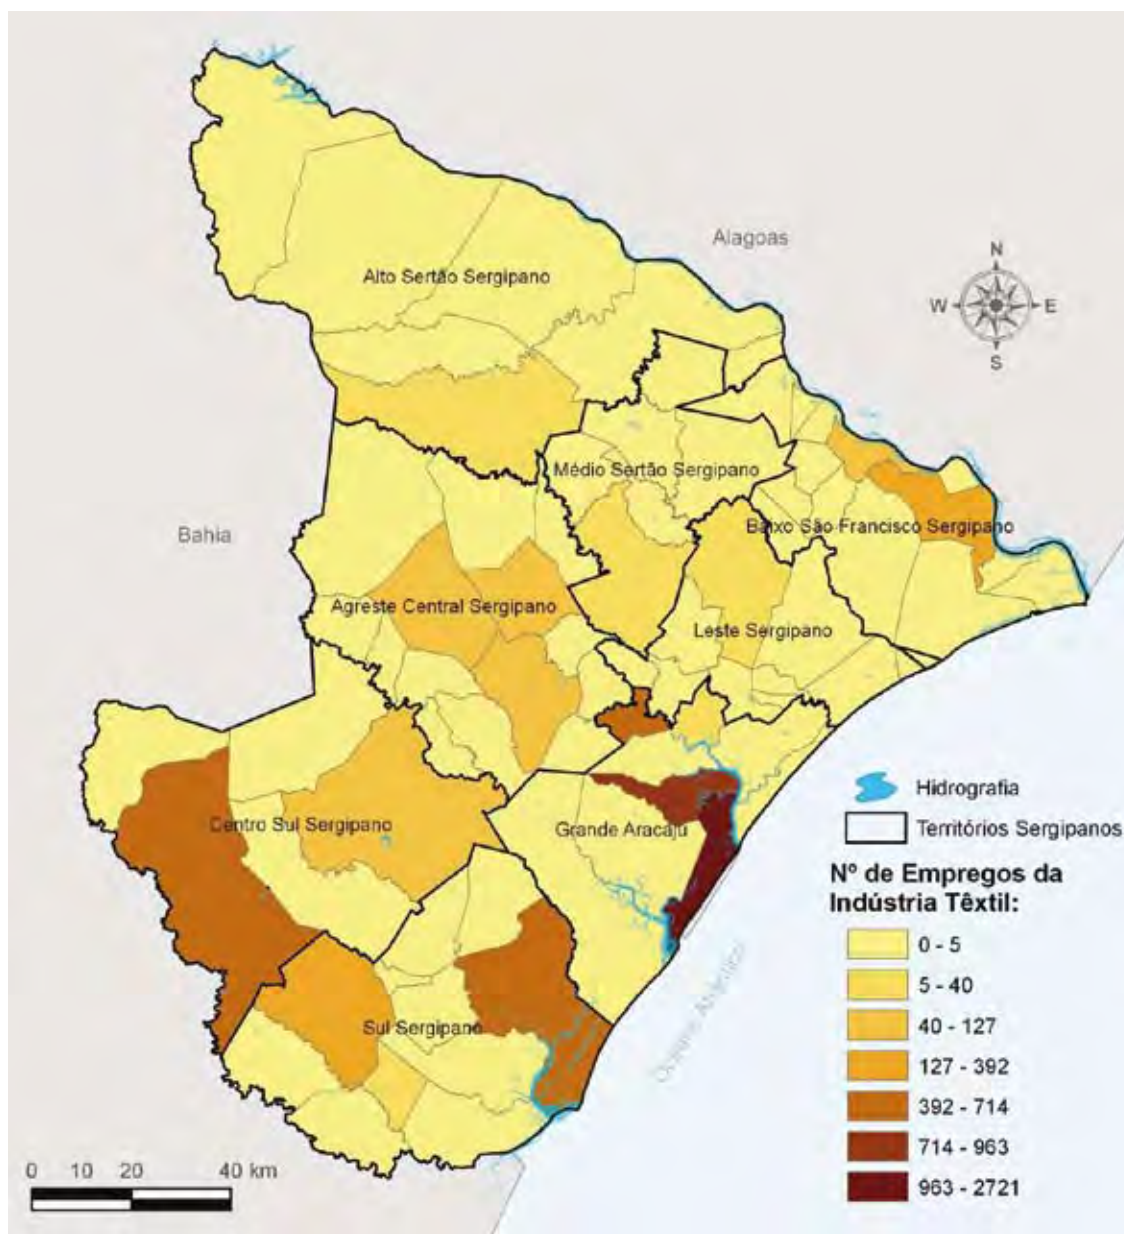 Alagoas
N
W
E
S
Alto Sertão Sergipano
Médio Sertão Sergipano
Bahia
Baixo São Francisco Sergipano
Agreste Central Sergipano
Leste Sergipano
Hidrografia
Centro Sul Sergipano
Grande Aracaju
Territórios Sergipanos
Nº de Empregos da
Indústria Têxtil:
0 - 5
5 - 40
Oceano Atlântico
Sul Sergipano
40 - 127
127 - 392
392 - 714
714 - 963
963 - 2721
0 10 20 40 km